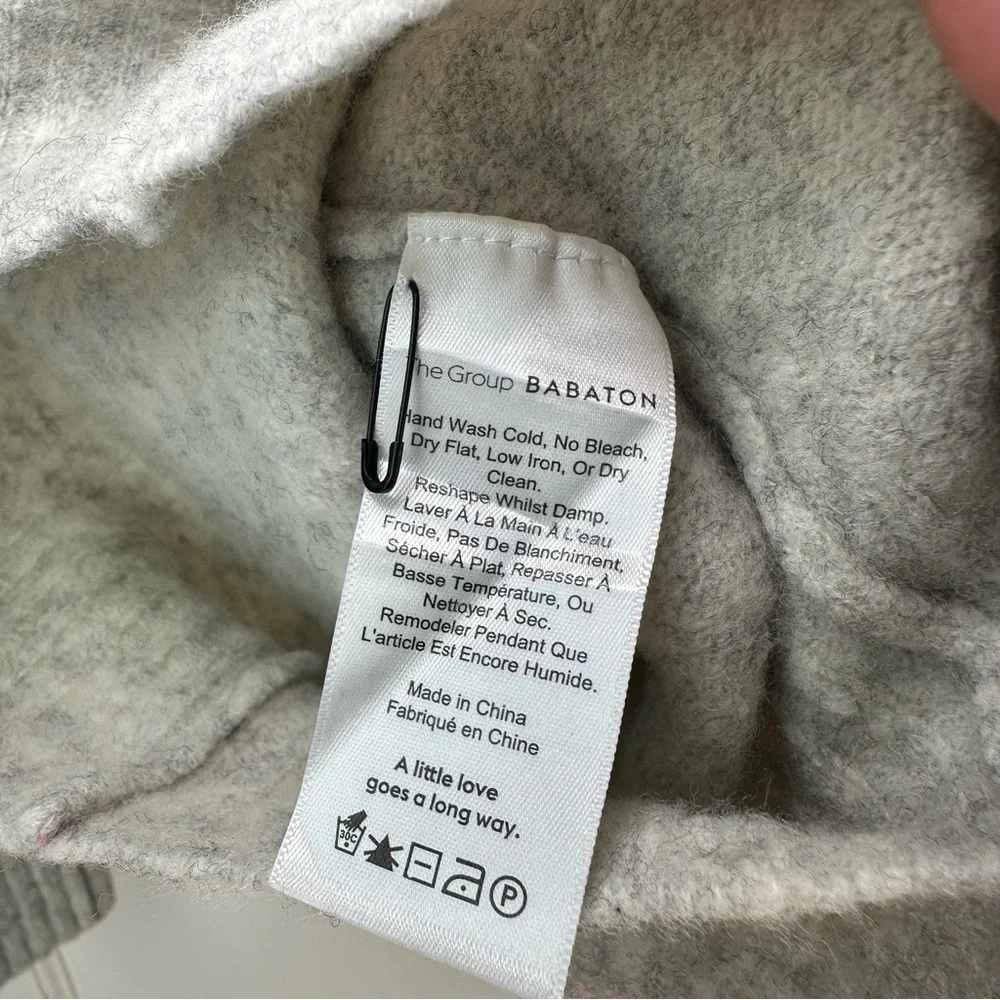 The Group BABATON
Hand Wash Cold, No Bleach,
Dry Flat, Low Iron, Or Dry
Clean.
Reshape Whilst Damp.
Laver À La Main À L'eau
Froide, Pas De Blanchiment,
Sécher À Plat, Repasser À
Basse Température, Ou
Nettoyer À Sec.
Remodeler Pendant Que
L'article Est Encore Humide.
Made in China
Fabriqué en Chine
A little love
goes a long way.
30C
P